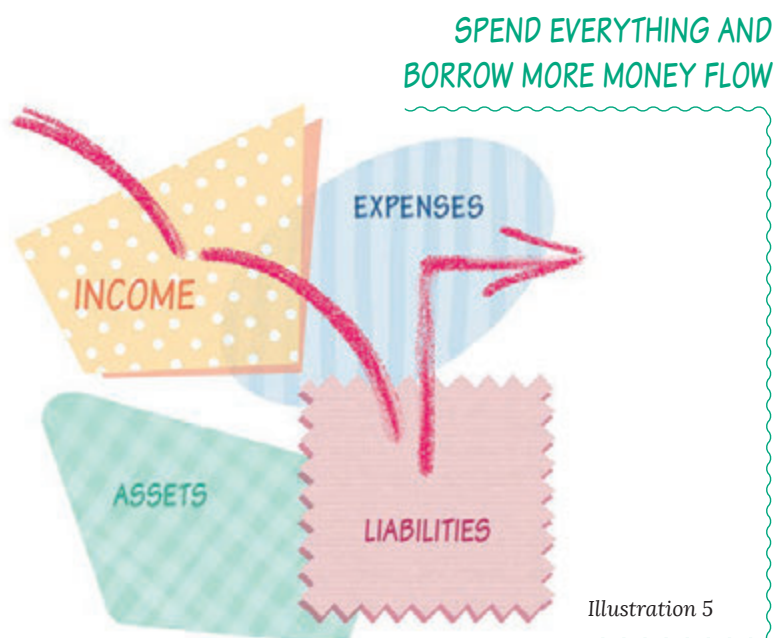 SPEND EVERYTHING AND
BORROW MORE MONEY FLOW
EXPENSES
INCOME
ASSETS
LIABILITIES
Illustration 5